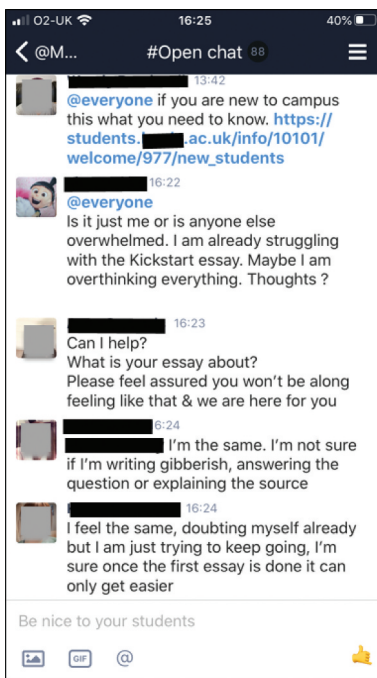 O2-UK 16:25 40%
@M... #Open chat 88
13:42
@everyone if you are new to campus
this what you need to know. https://
students. .ac.uk/info/10101/
welcome/977/new_students
16:22
@everyone
Is it just me or is anyone else
overwhelmed. I am already struggling
with the Kickstart essay. Maybe I am
overthinking everything. Thoughts ?
16:23
Can I help?
What is your essay about?
Please feel assured you won't be along
feeling like that & we are here for you
6:24
I'm the same. I'm not sure
if I'm writing gibberish, answering the
question or explaining the source
16:24
I feel the same, doubting myself already
but I am just trying to keep going, I'm
sure once the first essay is done it can
only get easier
Be nice to your students
GIF @